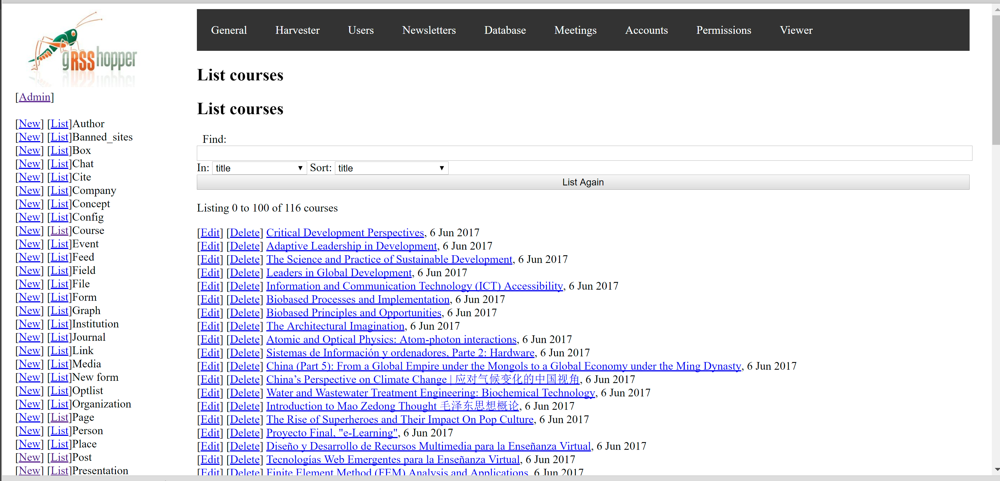 gRSShopper
[Admin]
[New] [List]Author
[New] [List]Banned_sites
[New] [List]Box
[New] [List]Chat
[New] [List]Cite
[New] [List]Company
[New] [List]Concept
[New] [List]Config
[New] [List]Course
[New] [List]Event
[New] [List]Feed
[New] [List]Field
[New] [List]File
[New] [List]Form
[New] [List]Graph
[New] [List]Institution
[New] [List]Journal
[New] [List]Link
[New] [List]Media
[New] [List]New form
[New] [List]Optlist
[New] [List]Organization
[New] [List]Page
[New] [List]Person
[New] [List]Place
[New] [List]Post
[New] [List]Presentation
General Harvester Users Newsletters Database Meetings Accounts Permissions Viewer
List courses
List courses
Find:
In: title Sort: title
List Again
Listing 0 to 100 of 116 courses
[Edit] [Delete] Critical Development Perspectives, 6 Jun 2017
[Edit] [Delete] Adaptive Leadership in Development, 6 Jun 2017
[Edit] [Delete] The Science and Practice of Sustainable Development, 6 Jun 2017
[Edit] [Delete] Leaders in Global Development, 6 Jun 2017
[Edit] [Delete] Information and Communication Technology (ICT) Accessibility, 6 Jun 2017
[Edit] [Delete] Biobased Processes and Implementation, 6 Jun 2017
[Edit] [Delete] Biobased Principles and Opportunities, 6 Jun 2017
[Edit] [Delete] The Architectural Imagination, 6 Jun 2017
[Edit] [Delete] Atomic and Optical Physics: Atom-photon interactions, 6 Jun 2017
[Edit] [Delete] Sistemas de Información y ordenadores, Parte 2: Hardware, 6 Jun 2017
[Edit] [Delete] China (Part 5): From a Global Empire under the Mongols to a Global Economy under the Ming Dynasty, 6 Jun 2017
[Edit] [Delete] China’s Perspective on Climate Change | 应对气候变化的中国视角, 6 Jun 2017
[Edit] [Delete] Water and Wastewater Treatment Engineering: Biochemical Technology, 6 Jun 2017
[Edit] [Delete] Introduction to Mao Zedong Thought 毛泽东思想概论, 6 Jun 2017
[Edit] [Delete] The Rise of Superheroes and Their Impact On Pop Culture, 6 Jun 2017
[Edit] [Delete] Proyecto Final, "e-Learning", 6 Jun 2017
[Edit] [Delete] Diseño y Desarrollo de Recursos Multimedia para la Enseñanza Virtual, 6 Jun 2017
[Edit] [Delete] Tecnologías Web Emergentes para la Enseñanza Virtual, 6 Jun 2017
[Edit] [Delete] Finite Element Method (FEM) Analysis and Applications, 6 Jun 2017